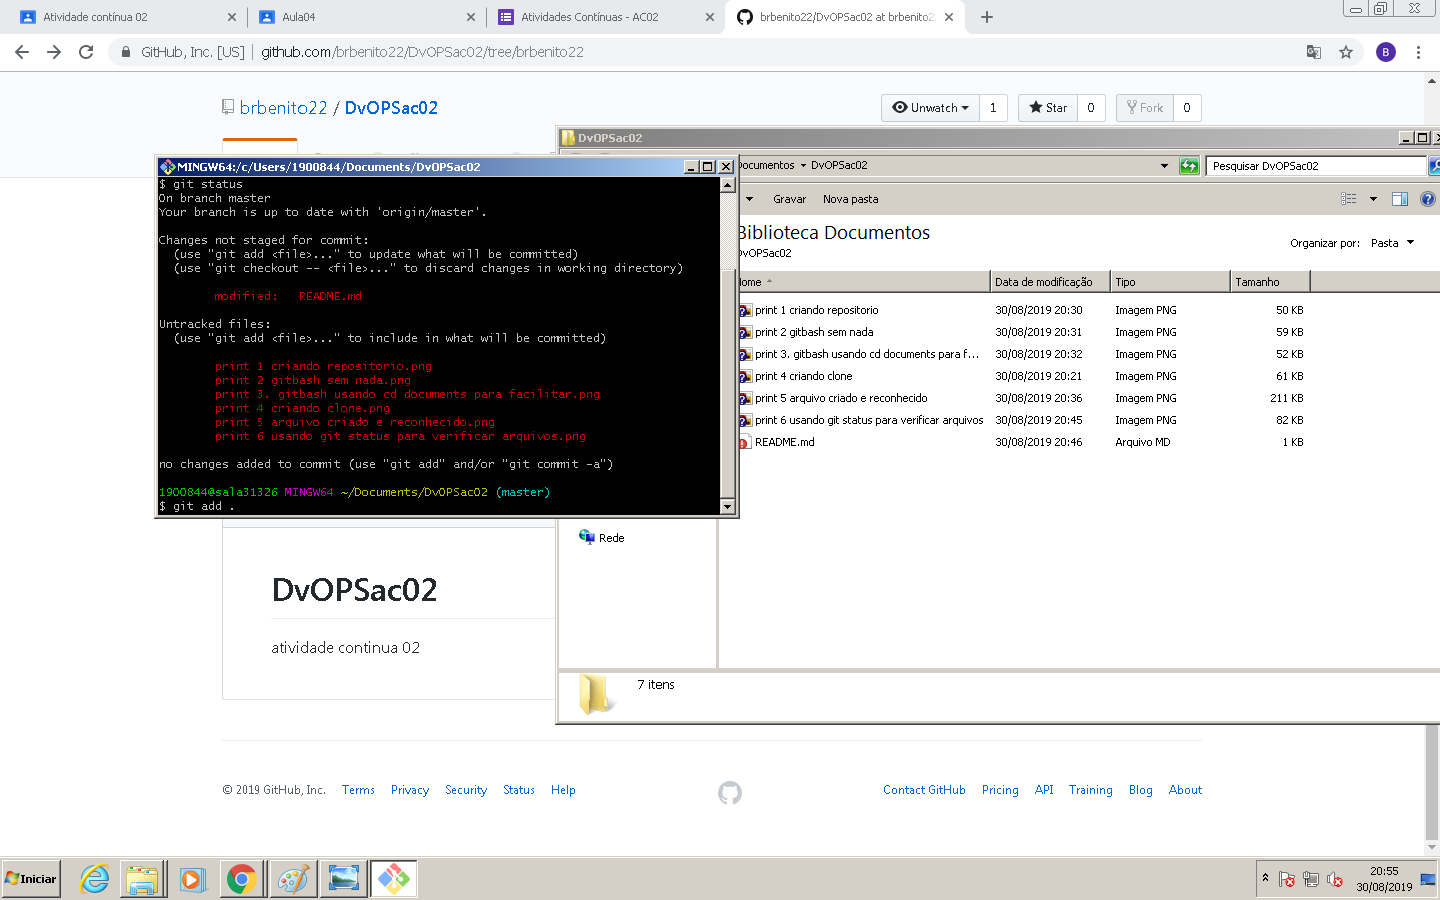 Atividade contínua 02
Aula04
Atividades Contínuas - AC02
brbenito22/DvOPSac02 at brbenito2
GitHub, Inc. [US] | github.com/brbenito22/DvOPSac02/tree/brbenito22
B
brbenito22 / DvOPSac02
Unwatch 1
Star 0
Fork 0
DvOPSac02
MINGW64:/c/Users/1900844/Documents/DvOPSac02
$ git status
On branch master
Your branch is up to date with 'origin/master'.
Changes not staged for commit:
(use "git add <file>..." to update what will be committed)
(use "git checkout -- <file>..." to discard changes in working directory)
modified: README.md
Untracked files:
(use "git add <file>..." to include in what will be committed)
print 1 criando repositorio.png
print 2 gitbash sem nada.png
print 3. gitbash usando cd documents para facilitar.png
print 4 criando clone.png
print 5 arquivo criado e reconhecido.png
print 6 usando git status para verificar arquivos.png
no changes added to commit (use "git add" and/or "git commit -a")
1900844@sala31326 MINGW64 ~/Documents/DvOPSac02 (master)
$ git add .
ocumentos DvOPSac02
Pesquisar DvOPSac02
Gravar Nova pasta
Biblioteca Documentos
DvOPSac02
Organizar por: Pasta
ome Data de modificação Tipo Tamanho
print 1 criando repositorio 30/08/2019 20:30 Imagem PNG 50 KB
print 2 gitbash sem nada 30/08/2019 20:31 Imagem PNG 59 KB
print 3. gitbash usando cd documents para f... 30/08/2019 20:32 Imagem PNG 52 KB
print 4 criando clone 30/08/2019 20:21 Imagem PNG 61 KB
print 5 arquivo criado e reconhecido 30/08/2019 20:36 Imagem PNG 211 KB
print 6 usando git status para verificar arquivos 30/08/2019 20:45 Imagem PNG 82 KB
README.md 30/08/2019 20:46 Arquivo MD 1 KB
Rede
7 itens
DvOPSac02
atividade continua 02
© 2019 GitHub, Inc. Terms Privacy Security Status Help
Contact GitHub Pricing API Training Blog About
Iniciar
20:55
30/08/2019